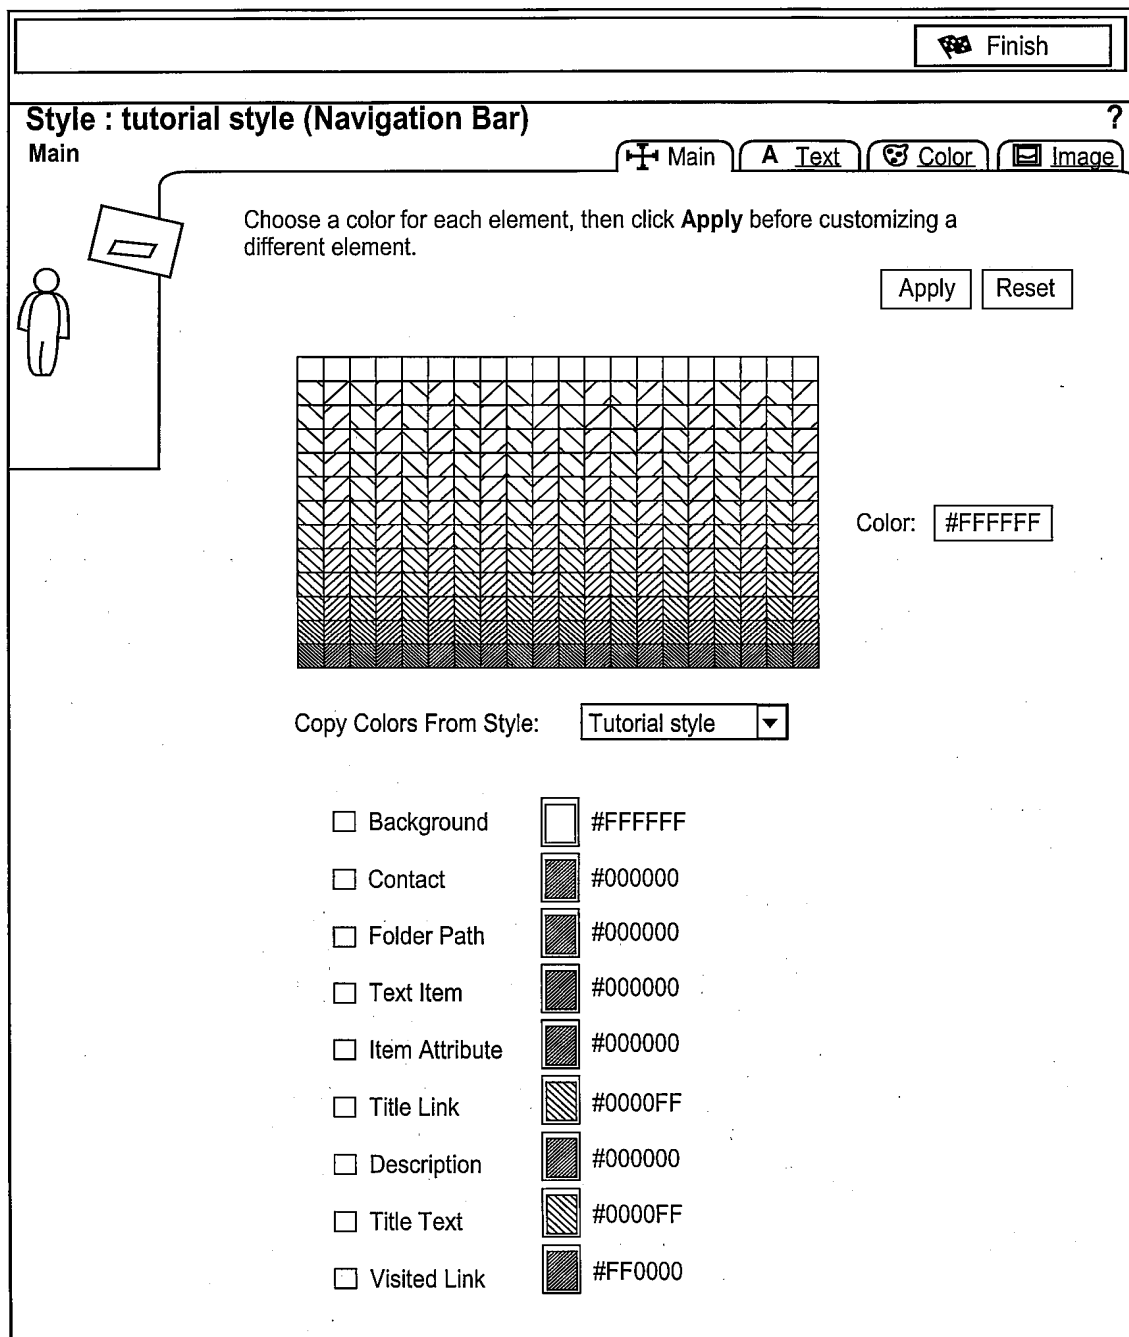 Finish
Style : tutorial style (Navigation Bar) ?
Main
Main A Text Color Image
Choose a color for each element, then click Apply before customizing a
different element.
Apply Reset
Color: #FFFFFF
Copy Colors From Style: Tutorial style
Background #FFFFFF
Contact #000000
Folder Path #000000
Text Item #000000
Item Attribute #000000
Title Link #0000FF
Description #000000
Title Text #0000FF
Visited Link #FF0000